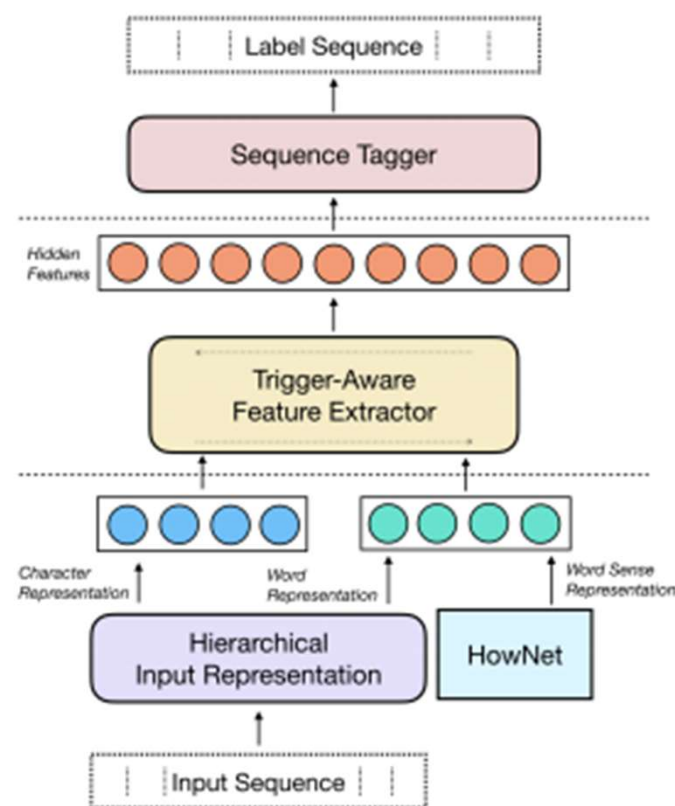 Label Sequence
Sequence Tagger
Hidden
Features
Trigger-Aware
Feature Extractor
Character
Representation
Word
Representation
Word Sense
Representation
Hierarchical
Input Representation
HowNet
Input Sequence